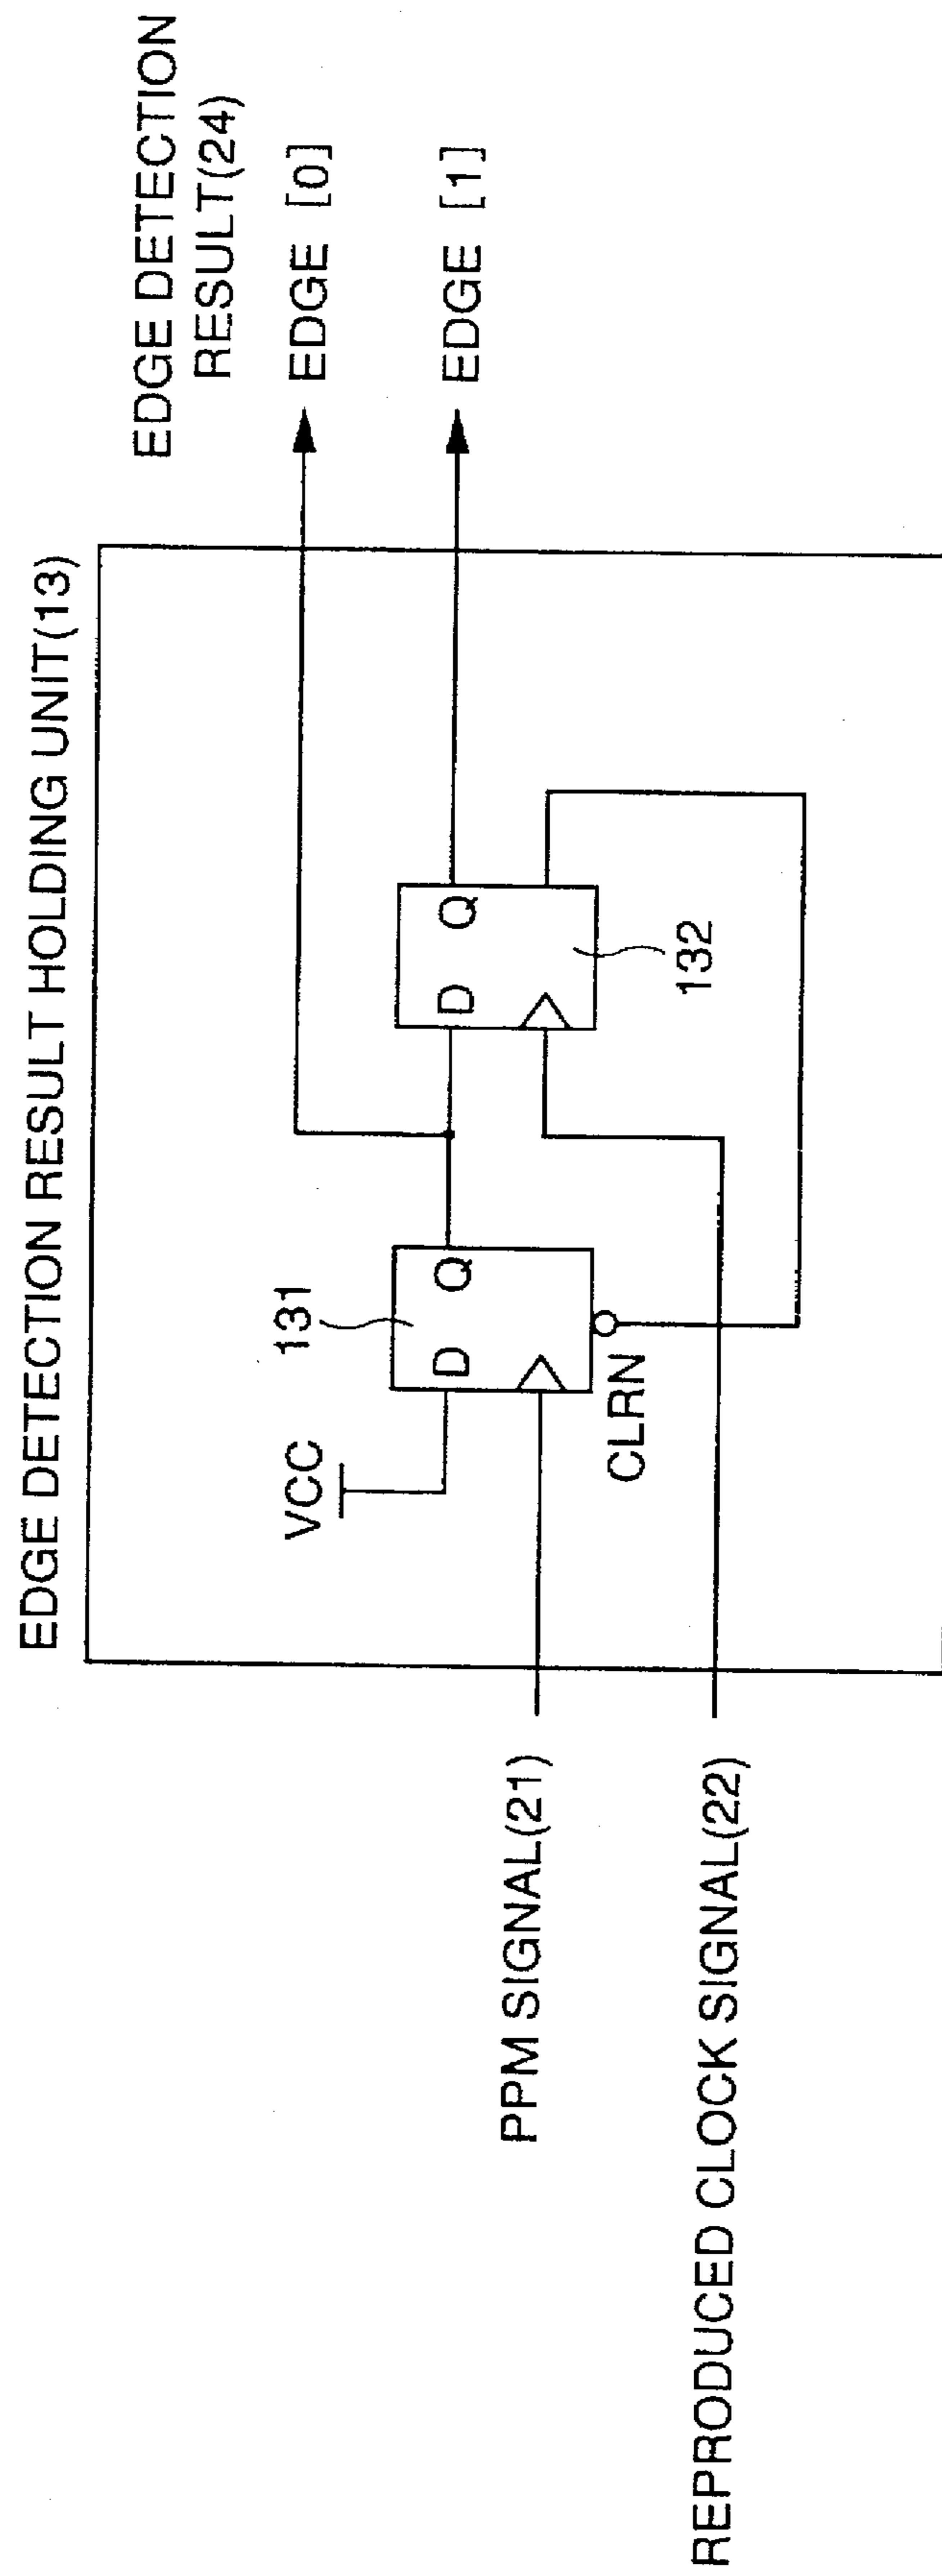 EDGE DETECTION RESULT HOLDING UNIT(13)
EDGE DETECTION
RESULT(24)
EDGE [0]
EDGE [1]
VCC
131
D
Q
CLRN
D
Q
132
PPM SIGNAL(21)
REPRODUCED CLOCK SIGNAL(22)